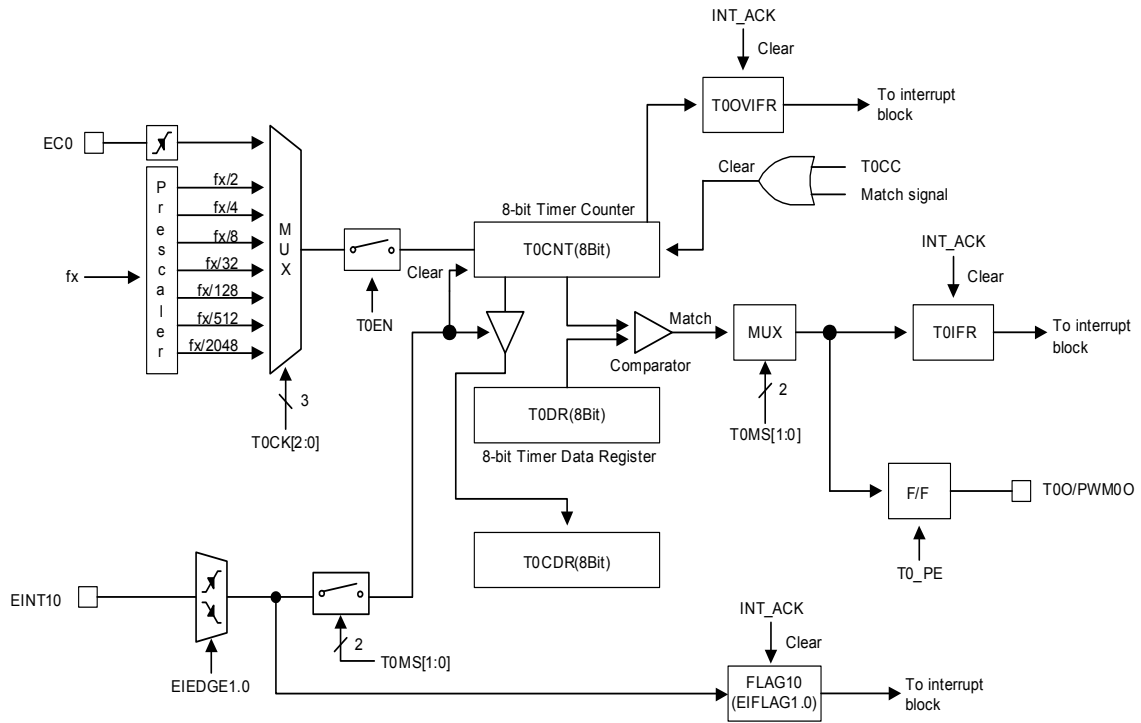 INT_ACK
Clear
T0OVIFR
To interrupt
block
EC0
Prescaler
fx/2
fx/4
fx/8
fx/32
fx/128
fx/512
fx/2048
fx
MUX
3
T0CK[2:0]
T0EN
8-bit Timer Counter
T0CNT(8Bit)
Clear
Clear
T0CC
Match signal
Match
Comparator
T0DR(8Bit)
8-bit Timer Data Register
T0CDR(8Bit)
MUX
2
T0MS[1:0]
INT_ACK
Clear
T0IFR
To interrupt
block
F/F
T0O/PWM0O
T0_PE
EINT10
EIEDGE1.0
2
T0MS[1:0]
INT_ACK
Clear
FLAG10
(EIFLAG1.0)
To interrupt
block